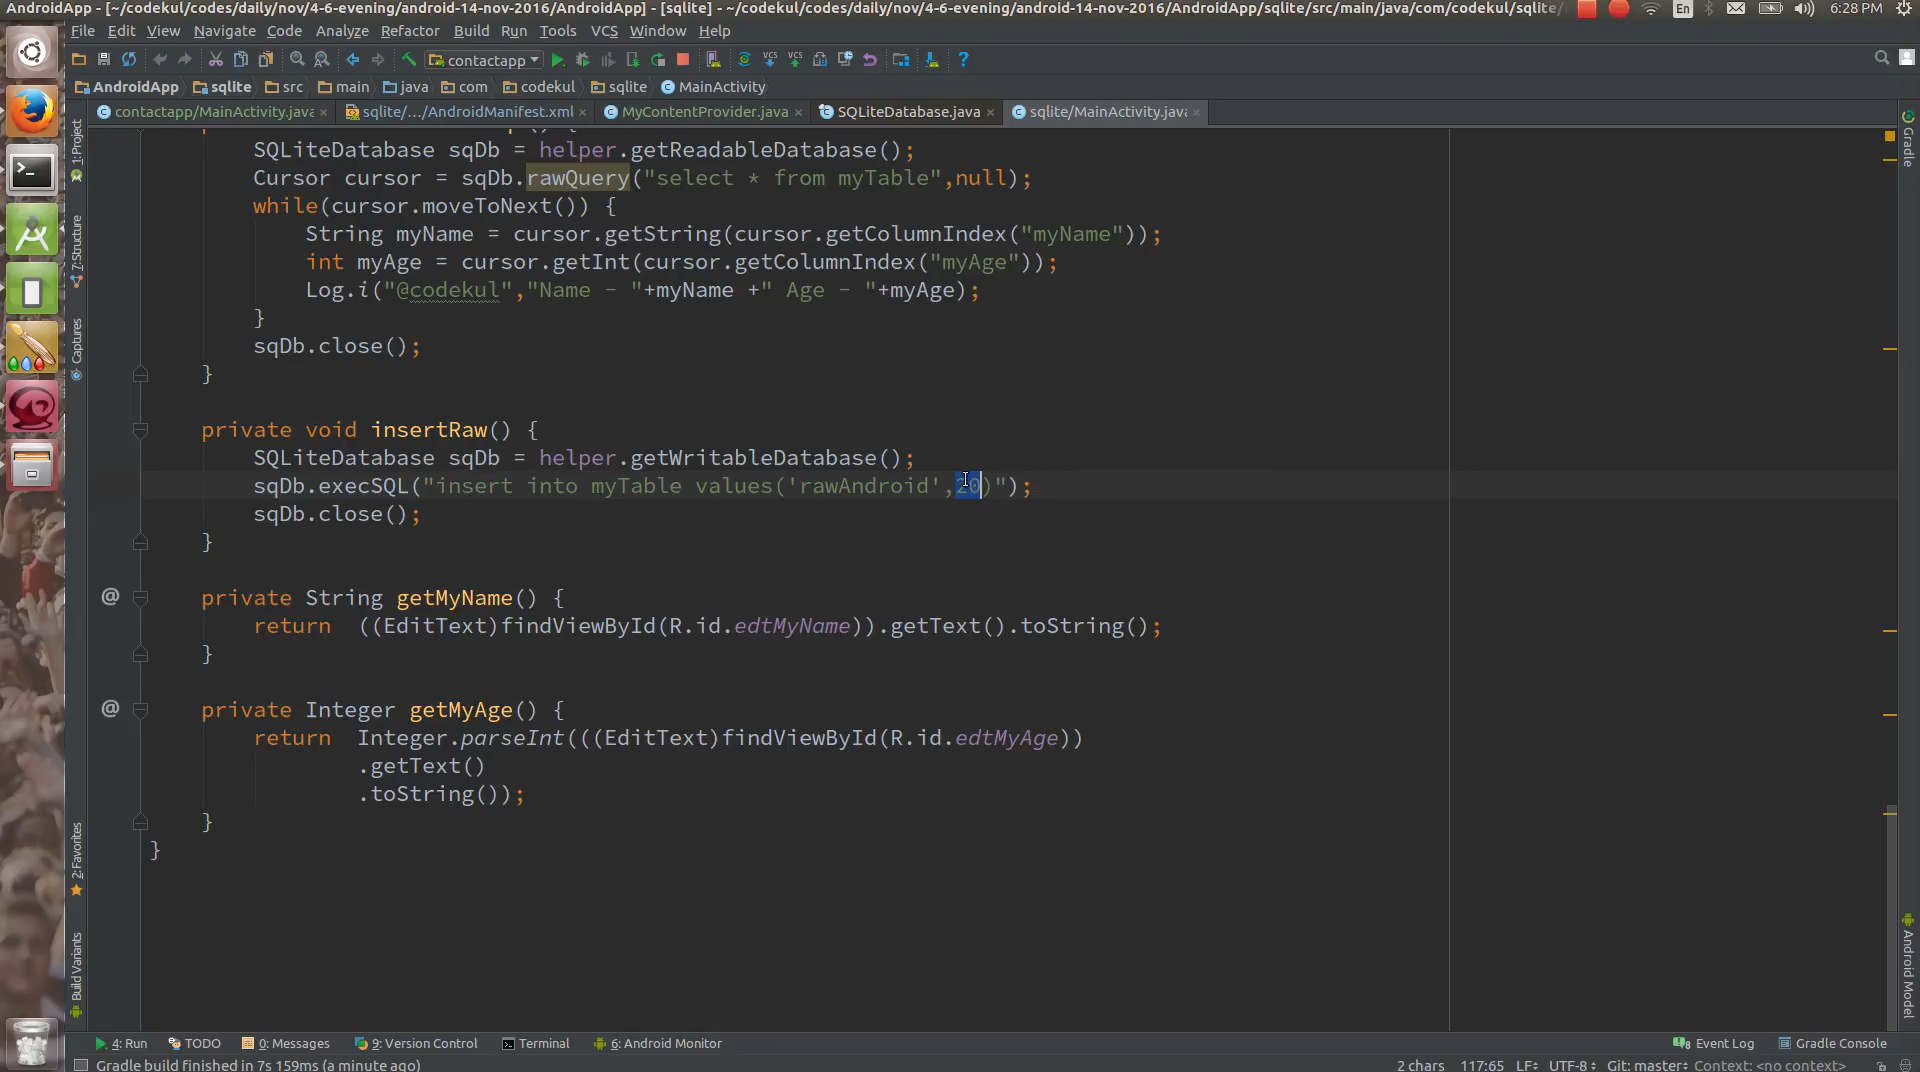 AndroidApp - [~/codekul/codes/daily/nov/4-6-evening/android-14-nov-2016/AndroidApp] - [sqlite] - ~/codekul/codes/daily/nov/4-6-evening/android-14-nov-2016/AndroidApp/sqlite/src/main/java/com/codekul/sqlite/
En
6:28 PM
File Edit View Navigate Code Analyze Refactor Build Run Tools VCS Window Help
contactapp
AndroidApp sqlite src main java com codekul sqlite MainActivity
contactapp/MainActivity.java sqlite/.../AndroidManifest.xml MyContentProvider.java SQLiteDatabase.java sqlite/MainActivity.java
SQLiteDatabase sqDb = helper.getReadableDatabase();
Cursor cursor = sqDb.rawQuery("select * from myTable",null);
while(cursor.moveToNext()) {
String myName = cursor.getString(cursor.getColumnIndex("myName"));
int myAge = cursor.getInt(cursor.getColumnIndex("myAge"));
Log.i("@codekul","Name - "+myName +" Age - "+myAge);
}
sqDb.close();
}
private void insertRaw() {
SQLiteDatabase sqDb = helper.getWritableDatabase();
sqDb.execSQL("insert into myTable values('rawAndroid',20)");
sqDb.close();
}
@ private String getMyName() {
return ((EditText)findViewById(R.id.edtMyName)).getText().toString();
}
@ private Integer getMyAge() {
return Integer.parseInt(((EditText)findViewById(R.id.edtMyAge))
.getText()
.toString());
}
}
1: Project
7: Structure
Captures
2: Favorites
Build Variants
Gradle
Android Model
4: Run TODO 0: Messages 9: Version Control Terminal 6: Android Monitor
Event Log Gradle Console
Gradle build finished in 7s 159ms (a minute ago)
2 chars 117:65 LF÷ UTF-8÷ Git: master÷ Context: <no context>